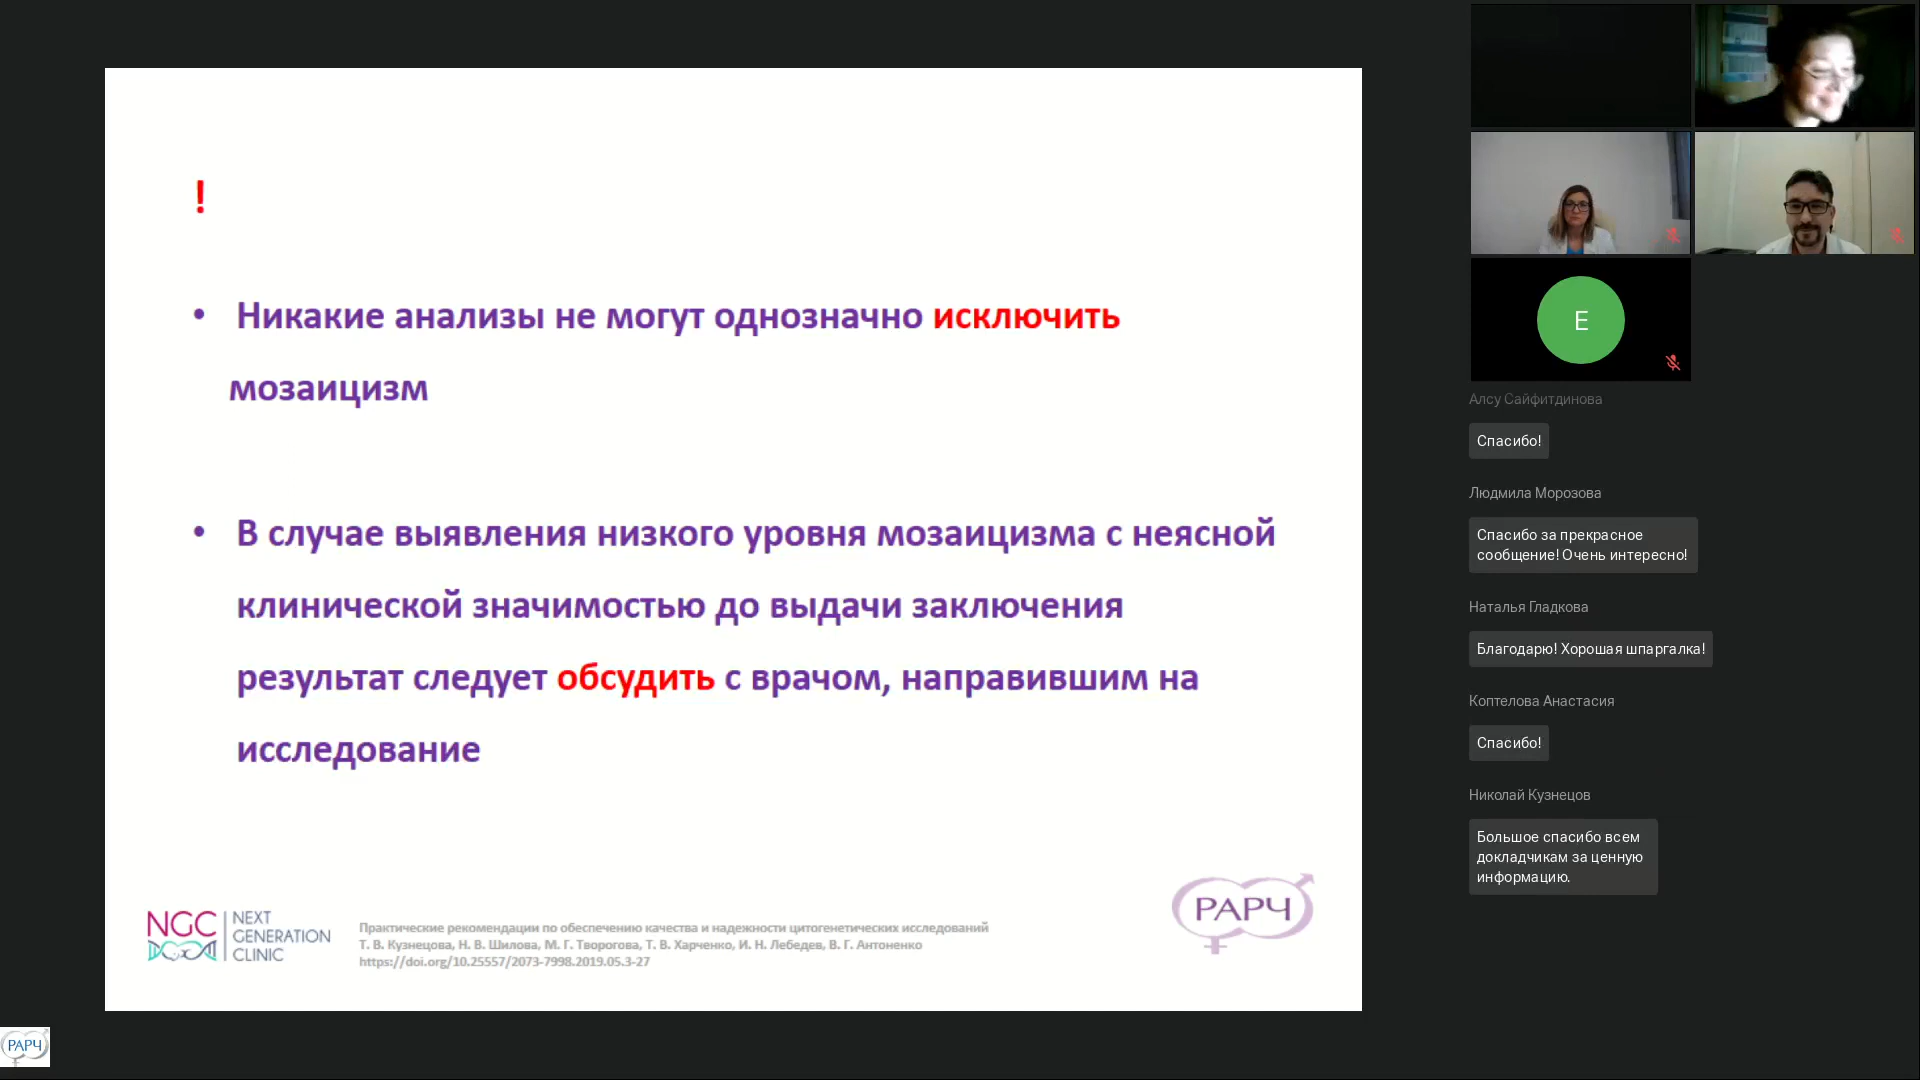 !
• Никакие анализы не могут однозначно исключить
мозаицизм
• В случае выявления низкого уровня мозаицизма с неясной
клинической значимостью до выдачи заключения
результат следует обсудить с врачом, направившим на
исследование
NGC
NEXT
GENERATION
CLINIC
Практические рекомендации по обеспечению качества и надежности цитогенетических исследований
Т. В. Кузнецова, Н. В. Шилова, М. Г. Творогова, Т. В. Харченко, И. Н. Лебедев, В. Г. Антоненко
https://doi.org/10.25557/2073-7998.2019.05.3-27
РАРЧ
РАРЧ
E
Алсу Сайфитдинова
Спасибо!
Людмила Морозова
Спасибо за прекрасное
сообщение! Очень интересно!
Наталья Гладкова
Благодарю! Хорошая шпаргалка!
Коптелова Анастасия
Спасибо!
Николай Кузнецов
Большое спасибо всем
докладчикам за ценную
информацию.